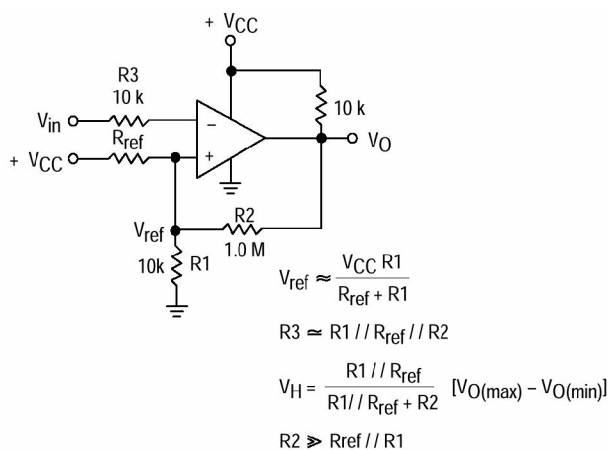 + VCC
R3
10 k
10 k
Vin
−
VO
Rref
+ VCC
+
R2
Vref
1.0 M
10k
R1
Vref ≈ VCC R1 / Rref + R1
R3 ≃ R1 // Rref // R2
VH = R1 // Rref / R1// Rref + R2 [VO(max) – VO(min)]
R2 ≫ Rref // R1